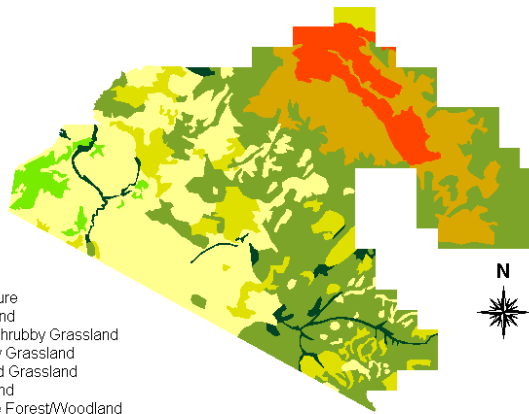 ure
nd
hrubby Grassland
y Grassland
d Grassland
nd
e Forest/Woodland
N